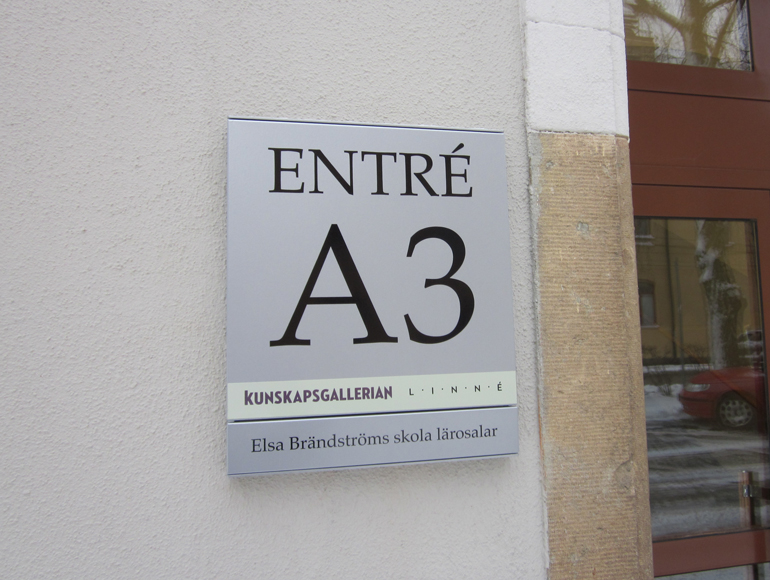 ENTRÉ
A3
KUNSKAPSGALLERIAN L·I·N·N·É
Elsa Brändströms skola lärosalar